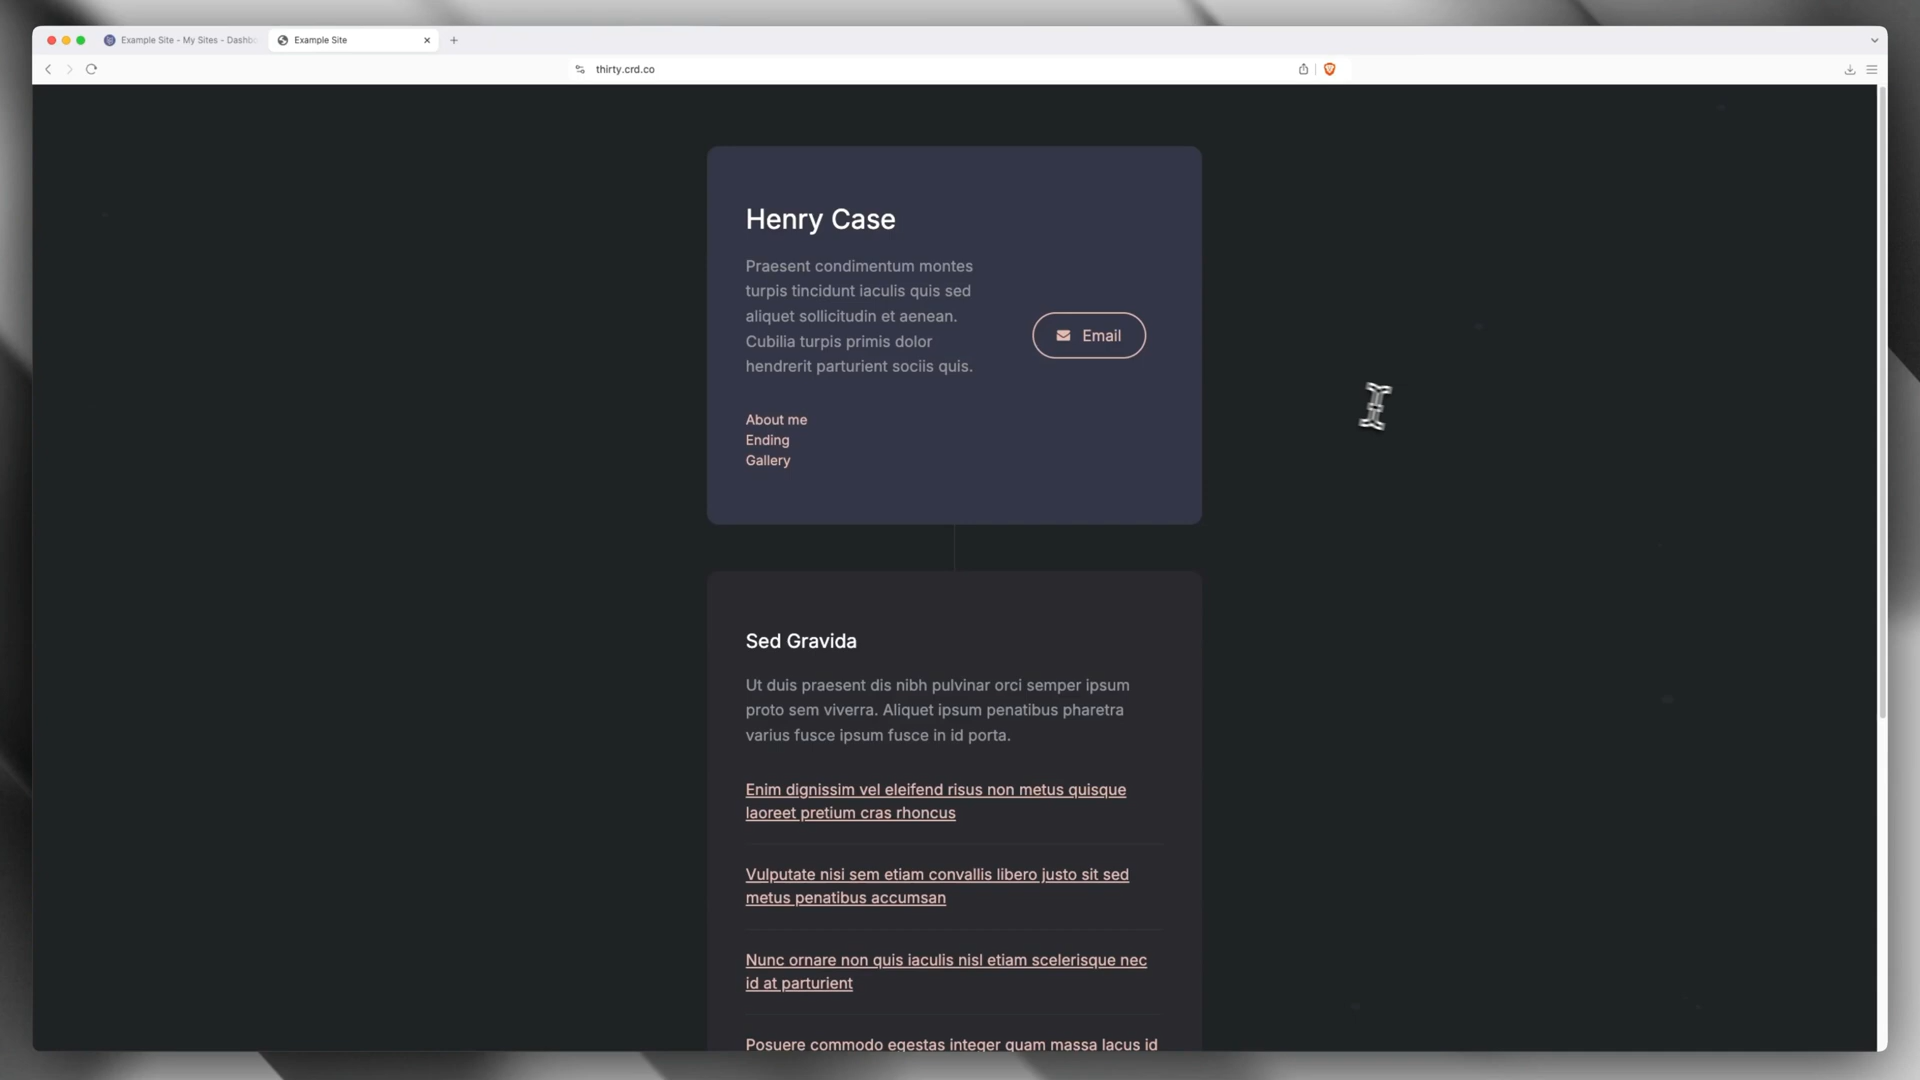 Example Site - My Sites - Dashbo
Example Site
thirty.crd.co
Henry Case
Praesent condimentum montes
turpis tincidunt iaculis quis sed
aliquet sollicitudin et aenean.
Cubilia turpis primis dolor
hendrerit parturient sociis quis.
Email
About me
Ending
Gallery
Sed Gravida
Ut duis praesent dis nibh pulvinar orci semper ipsum
proto sem viverra. Aliquet ipsum penatibus pharetra
varius fusce ipsum fusce in id porta.
Enim dignissim vel eleifend risus non metus quisque
laoreet pretium cras rhoncus
Vulputate nisi sem etiam convallis libero justo sit sed
metus penatibus accumsan
Nunc ornare non quis iaculis nisl etiam scelerisque nec
id at parturient
Posuere commodo egestas integer quam massa lacus id